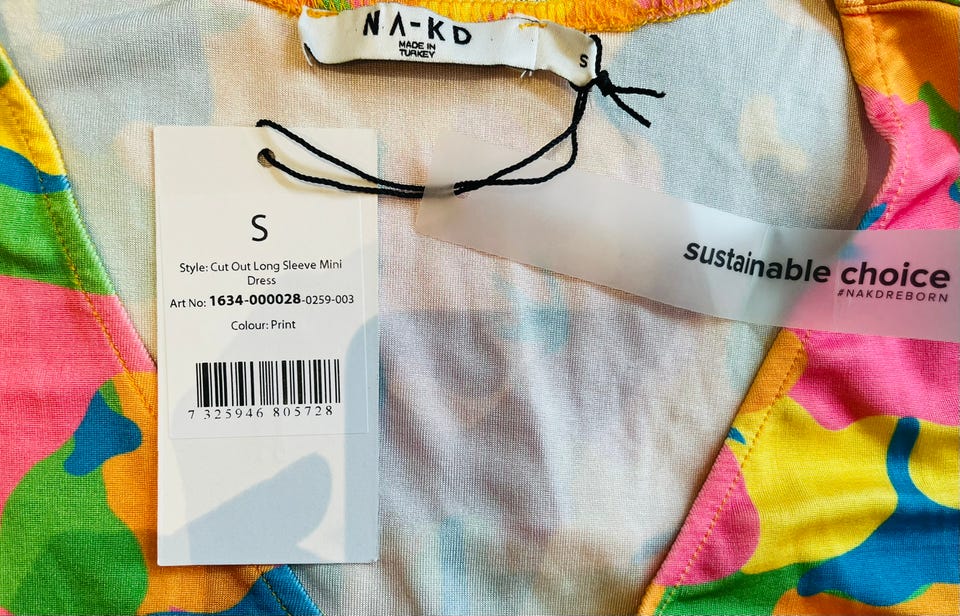 NA-KD
MADE IN
TURKEY
S
S
Style: Cut Out Long Sleeve Mini
Dress
Art No: 1634-000028-0259-003
Colour: Print
7 325946 805728
sustainable choice
#NAKDREBORN